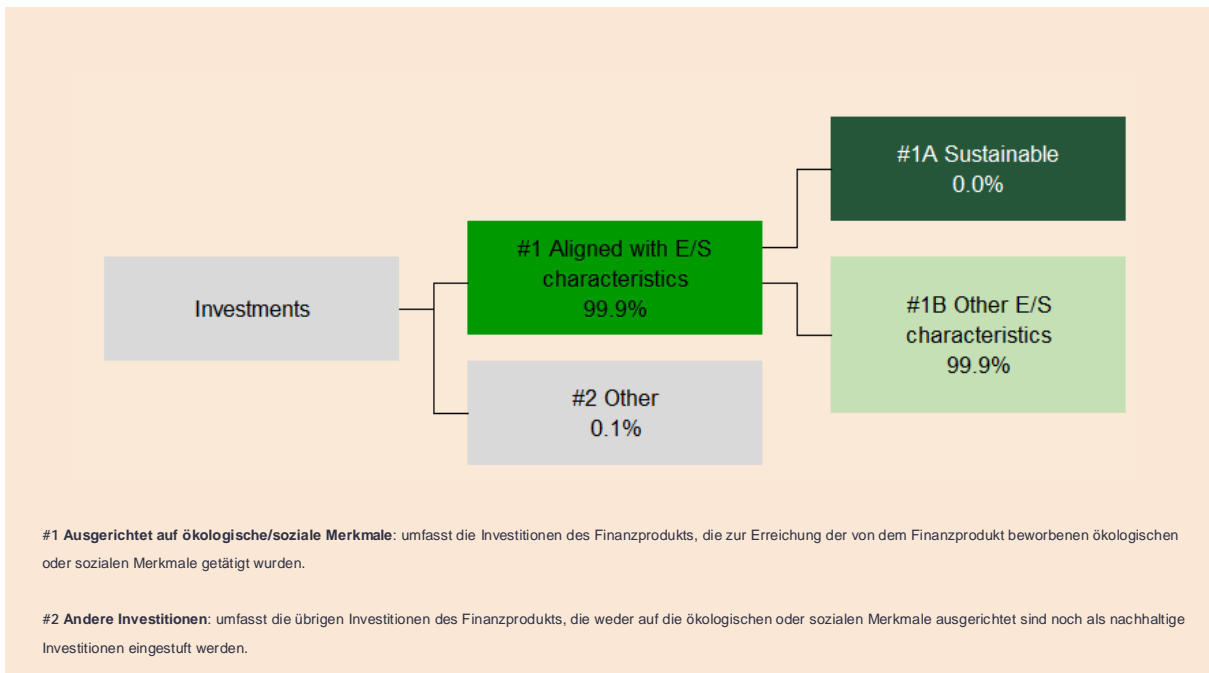 #1A Sustainable
0.0%
#1 Aligned with E/S
characteristics
99.9%
Investments
#1B Other E/S
characteristics
99.9%
#2 Other
0.1%
#1 Ausgerichtet auf ökologische/soziale Merkmale: umfasst die Investitionen des Finanzprodukts, die zur Erreichung der von dem Finanzprodukt beworbenen ökologischen
oder sozialen Merkmale getätigt wurden.
#2 Andere Investitionen: umfasst die übrigen Investitionen des Finanzprodukts, die weder auf die ökologischen oder sozialen Merkmale ausgerichtet sind noch als nachhaltige
Investitionen eingestuft werden.